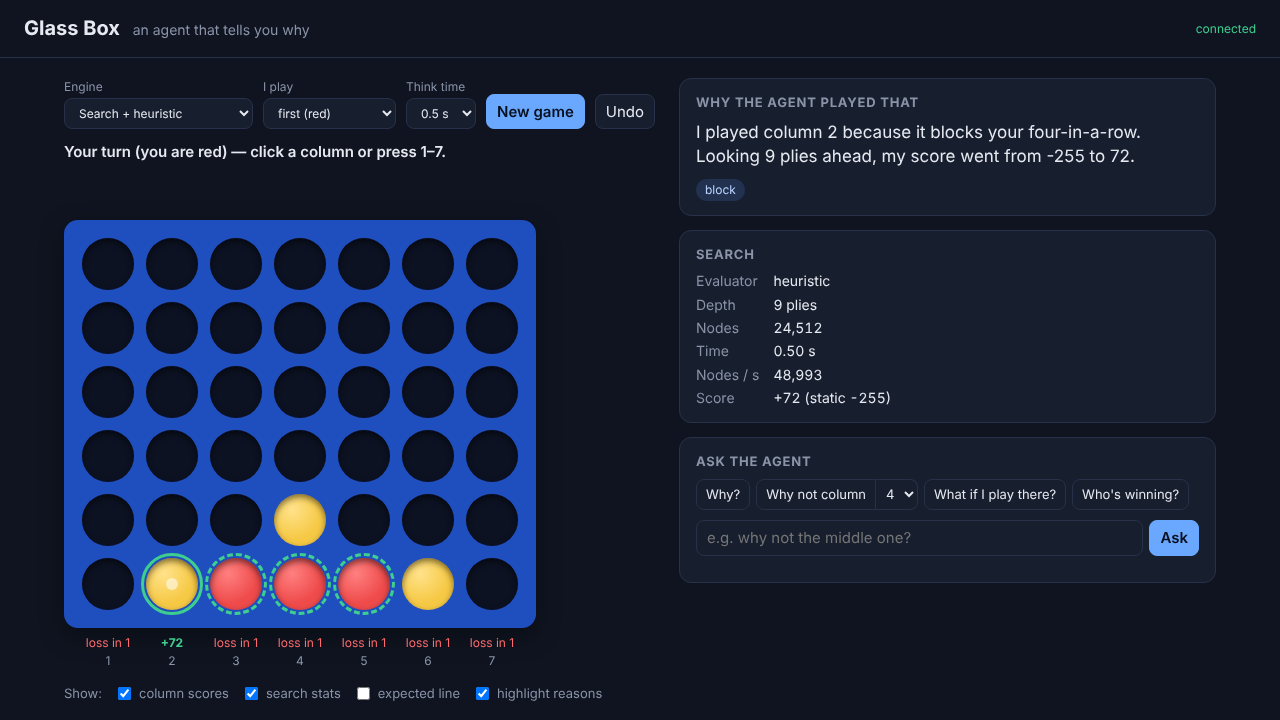 Glass Box an agent that tells you why
connected
Engine
I play
Think time
Search + heuristic
first (red)
0.5 s
New game
Undo
Your turn (you are red) — click a column or press 1–7.
loss in 1 +72 loss in 1 loss in 1 loss in 1 loss in 1 loss in 1
1 2 3 4 5 6 7
Show: column scores search stats expected line highlight reasons
WHY THE AGENT PLAYED THAT
I played column 2 because it blocks your four-in-a-row.
Looking 9 plies ahead, my score went from -255 to 72.
block
SEARCH
Evaluator heuristic
Depth 9 plies
Nodes 24,512
Time 0.50 s
Nodes / s 48,993
Score +72 (static -255)
ASK THE AGENT
Why? Why not column 4 What if I play there? Who's winning?
e.g. why not the middle one? Ask